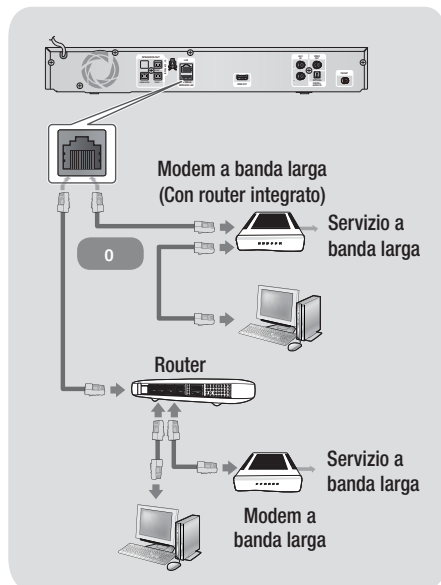 Modem a banda larga
(Con router integrato)
Servizio a
banda larga
0
Router
Servizio a
banda larga
Modem a
banda larga